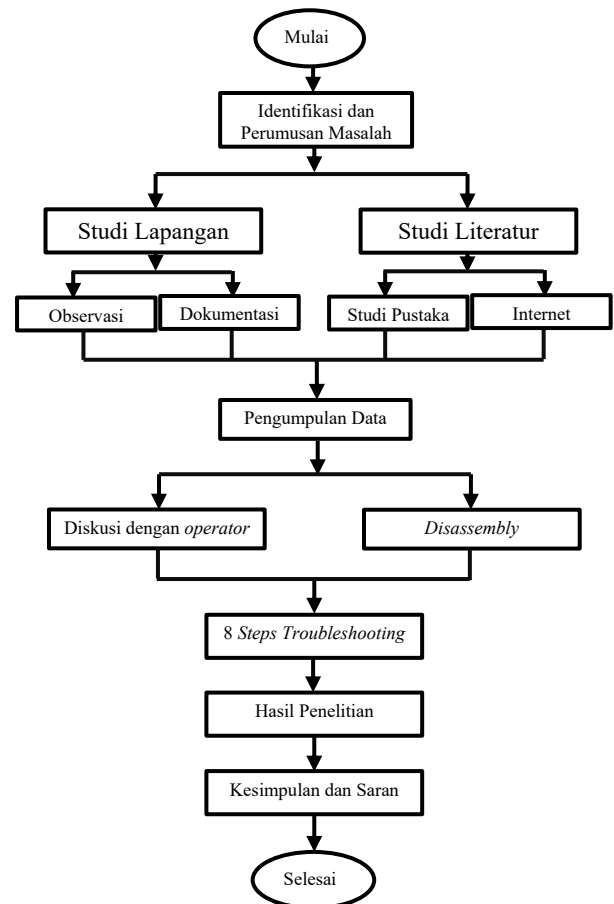 Mulai
Identifikasi dan
Perumusan Masalah
Studi Lapangan
Studi Literatur
Observasi
Dokumentasi
Studi Pustaka
Internet
Pengumpulan Data
Diskusi dengan operator
Disassembly
8 Steps Troubleshooting
Hasil Penelitian
Kesimpulan dan Saran
Selesai